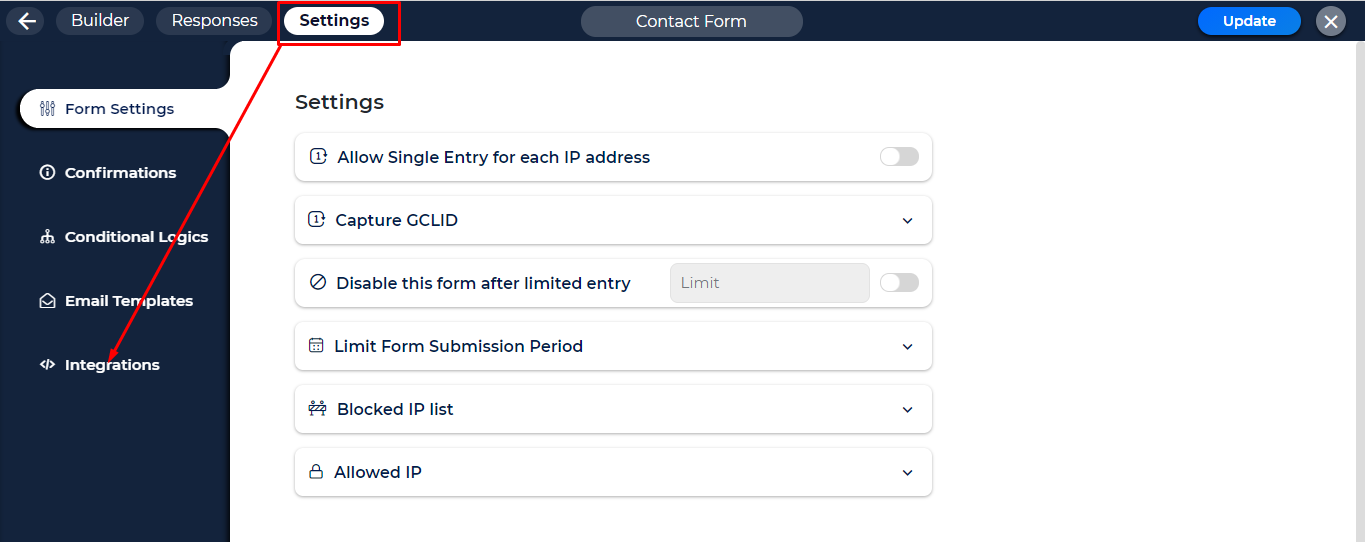 Builder
Responses
Settings
Contact Form
Update
Form Settings
Confirmations
Conditional Logics
Email Templates
Integrations
Settings
Allow Single Entry for each IP address
Capture GCLID
Disable this form after limited entry
Limit
Limit Form Submission Period
Blocked IP list
Allowed IP